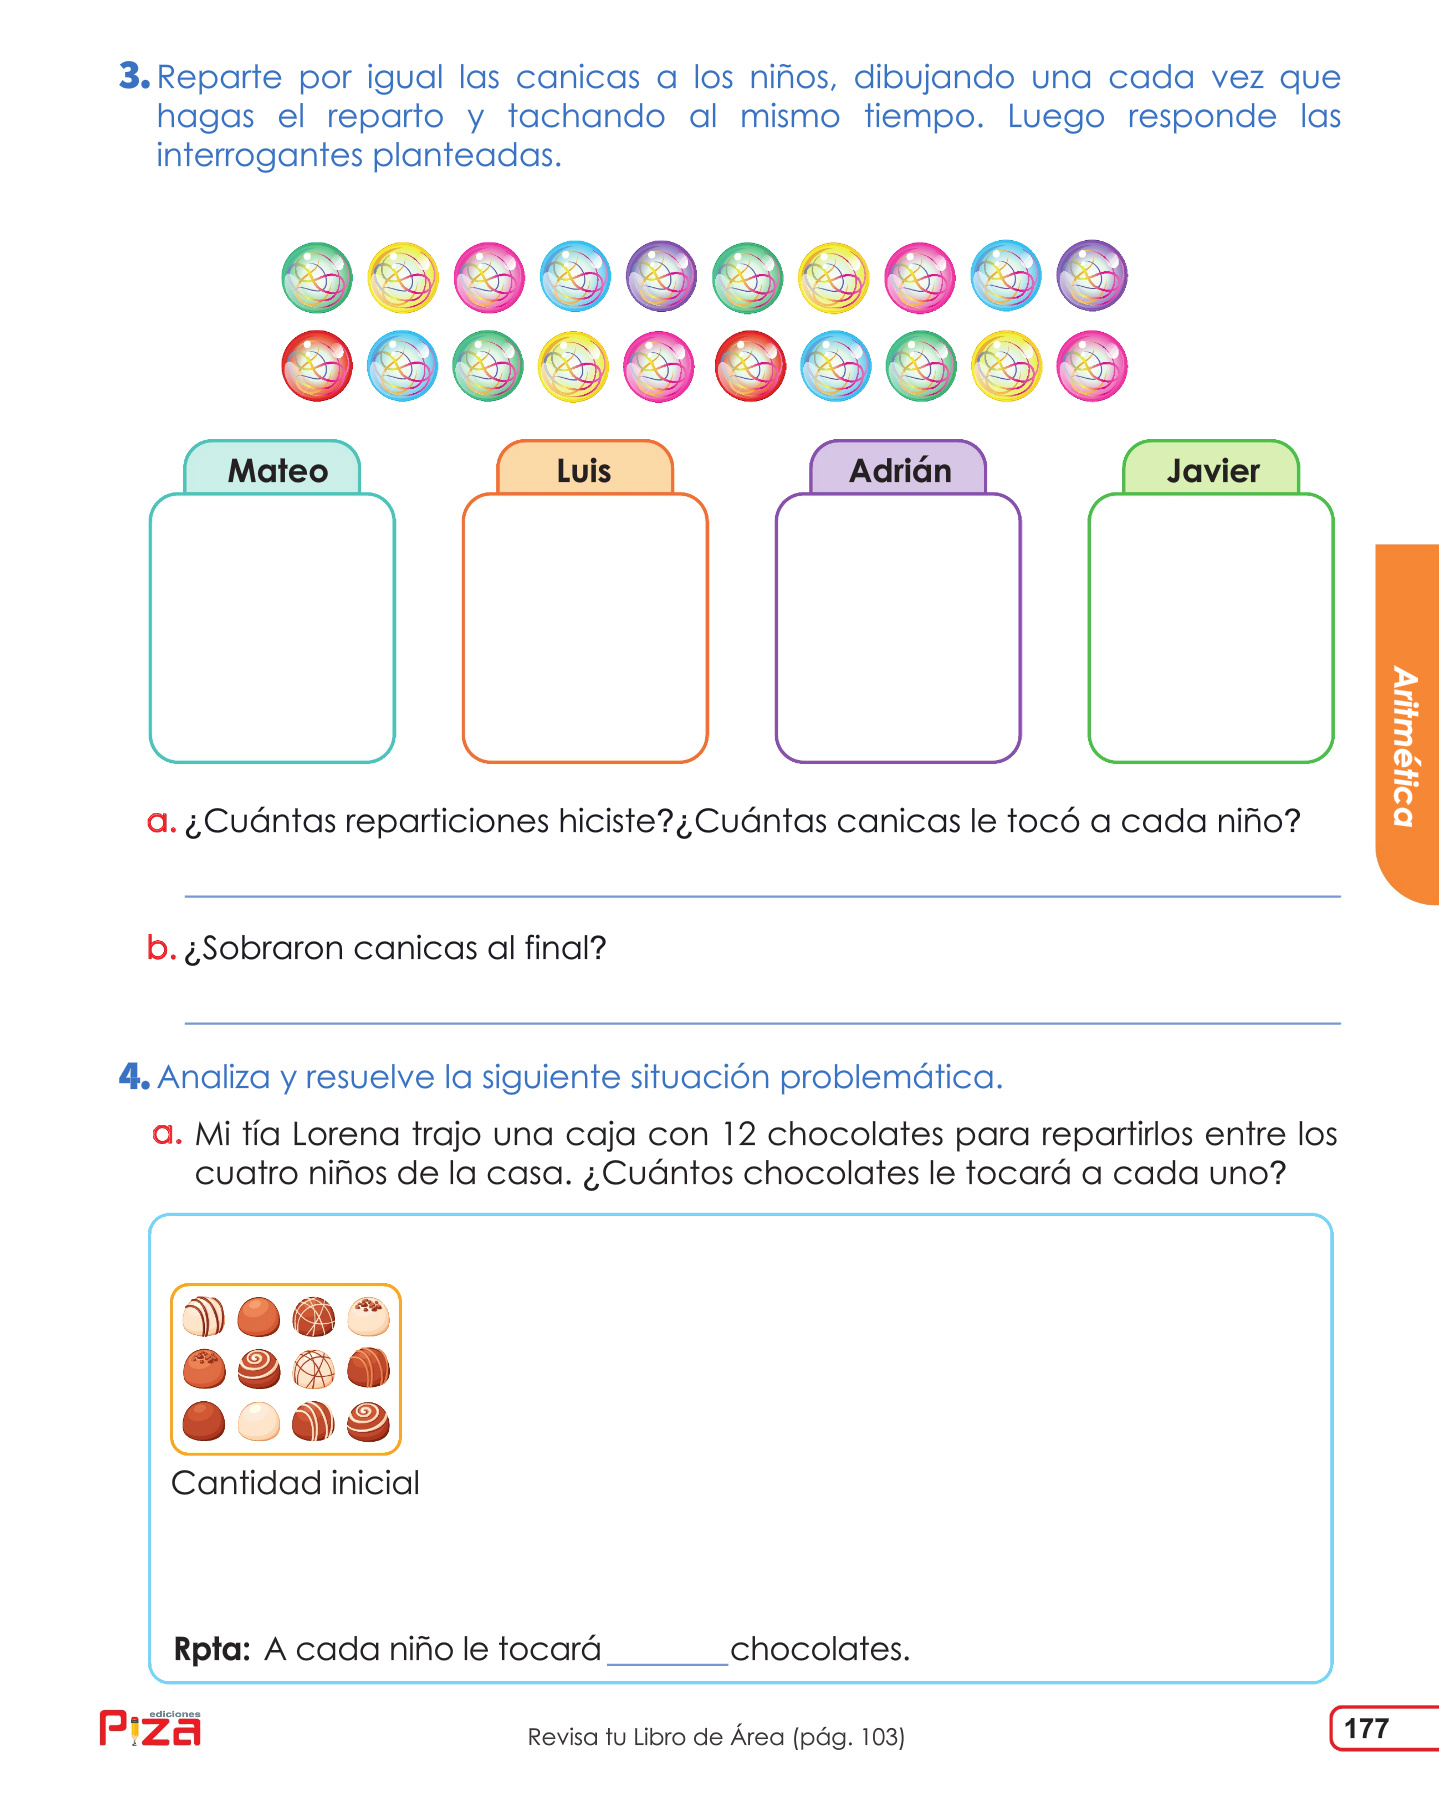 3. Reparte por igual las canicas a los niños, dibujando una cada vez que
hagas el reparto y tachando al mismo tiempo. Luego responde las
interrogantes planteadas.
Mateo
Luis
Adrián
Javier
a. ¿Cuántas reparticiones hiciste?¿Cuántas canicas le tocó a cada niño?
b. ¿Sobraron canicas al final?
4. Analiza y resuelve la siguiente situación problemática.
a. Mi tía Lorena trajo una caja con 12 chocolates para repartirlos entre los
cuatro niños de la casa. ¿Cuántos chocolates le tocará a cada uno?
Cantidad inicial
Rpta: A cada niño le tocará_______chocolates.
Aritmética
ediciones
Piza
Revisa tu Libro de Área (pág. 103)
177